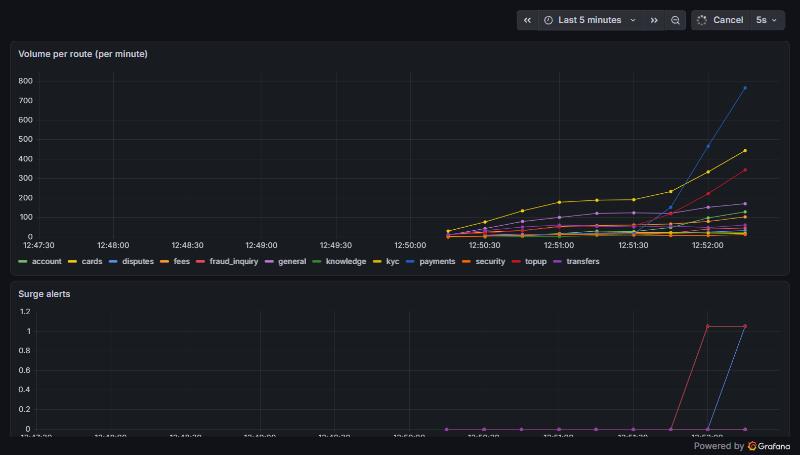 Last 5 minutes
Cancel
5s
Volume per route (per minute)
800
700
600
500
400
300
200
100
0
12:47:30 12:48:00 12:48:30 12:49:00 12:49:30 12:50:00 12:50:30 12:51:00 12:51:30 12:52:00
account cards disputes fees fraud_inquiry general knowledge kyc payments security topup transfers
Surge alerts
1.2
1
0.8
0.6
0.4
0.2
0
Powered by Grafana